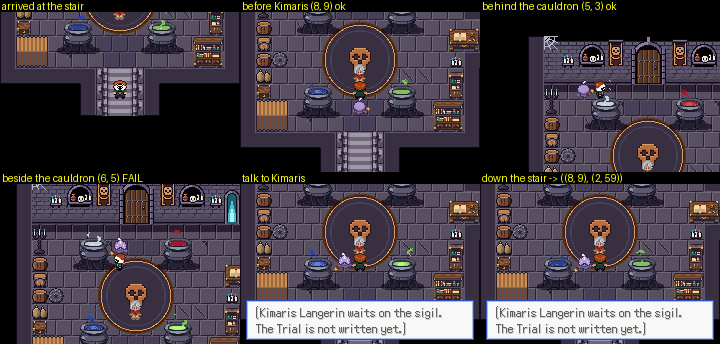 arrived at the stair
before Kimaris (8, 9) ok
behind the cauldron (5, 3) ok
beside the cauldron (6, 5) FAIL
talk to Kimaris
down the stair -> ((8, 9), (2, 59))
(Kimaris Langerin waits on the sigil.
The Trial is not written yet.)
(Kimaris Langerin waits on the sigil.
The Trial is not written yet.)